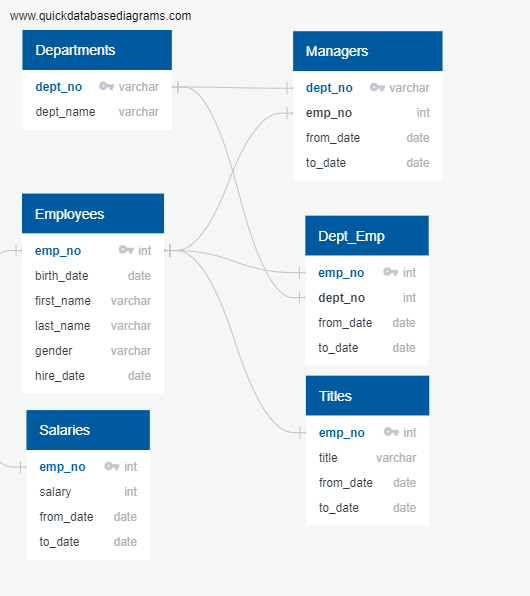 www.quickdatabasediagrams.com
Departments
dept_no varchar
dept_name varchar
Managers
dept_no varchar
emp_no int
from_date date
to_date date
Employees
emp_no int
birth_date date
first_name varchar
last_name varchar
gender varchar
hire_date date
Dept_Emp
emp_no int
dept_no int
from_date date
to_date date
Salaries
emp_no int
salary int
from_date date
to_date date
Titles
emp_no int
title varchar
from_date date
to_date date